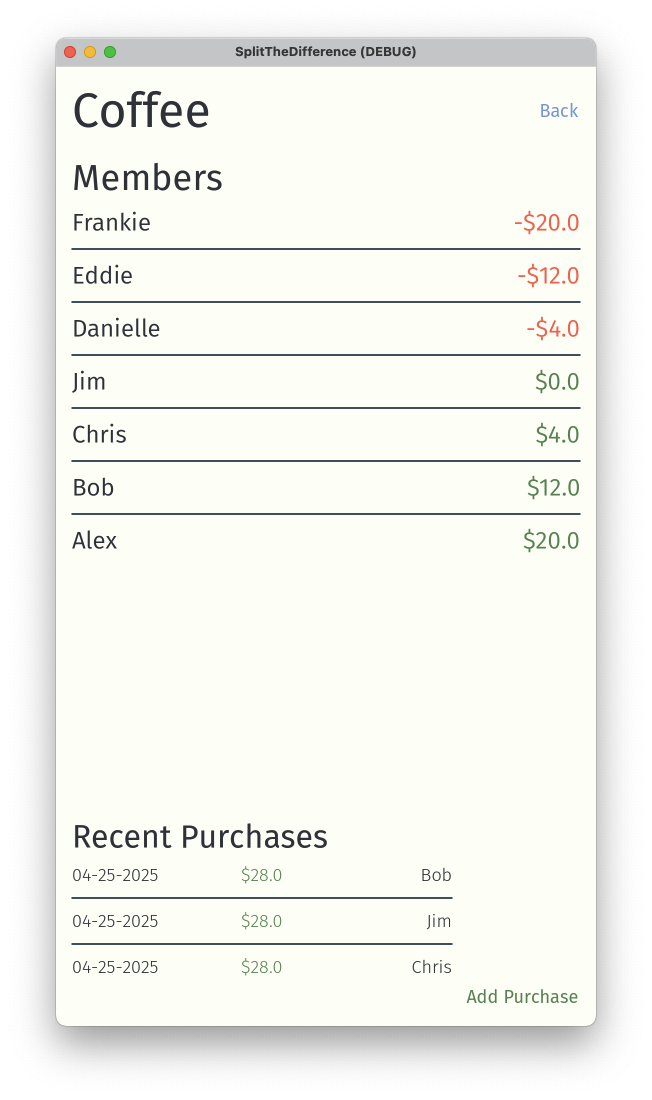 SplitTheDifference (DEBUG)
Coffee Back
Members
Frankie -$20.0
Eddie -$12.0
Danielle -$4.0
Jim $0.0
Chris $4.0
Bob $12.0
Alex $20.0
Recent Purchases
04-25-2025 $28.0 Bob
04-25-2025 $28.0 Jim
04-25-2025 $28.0 Chris
Add Purchase